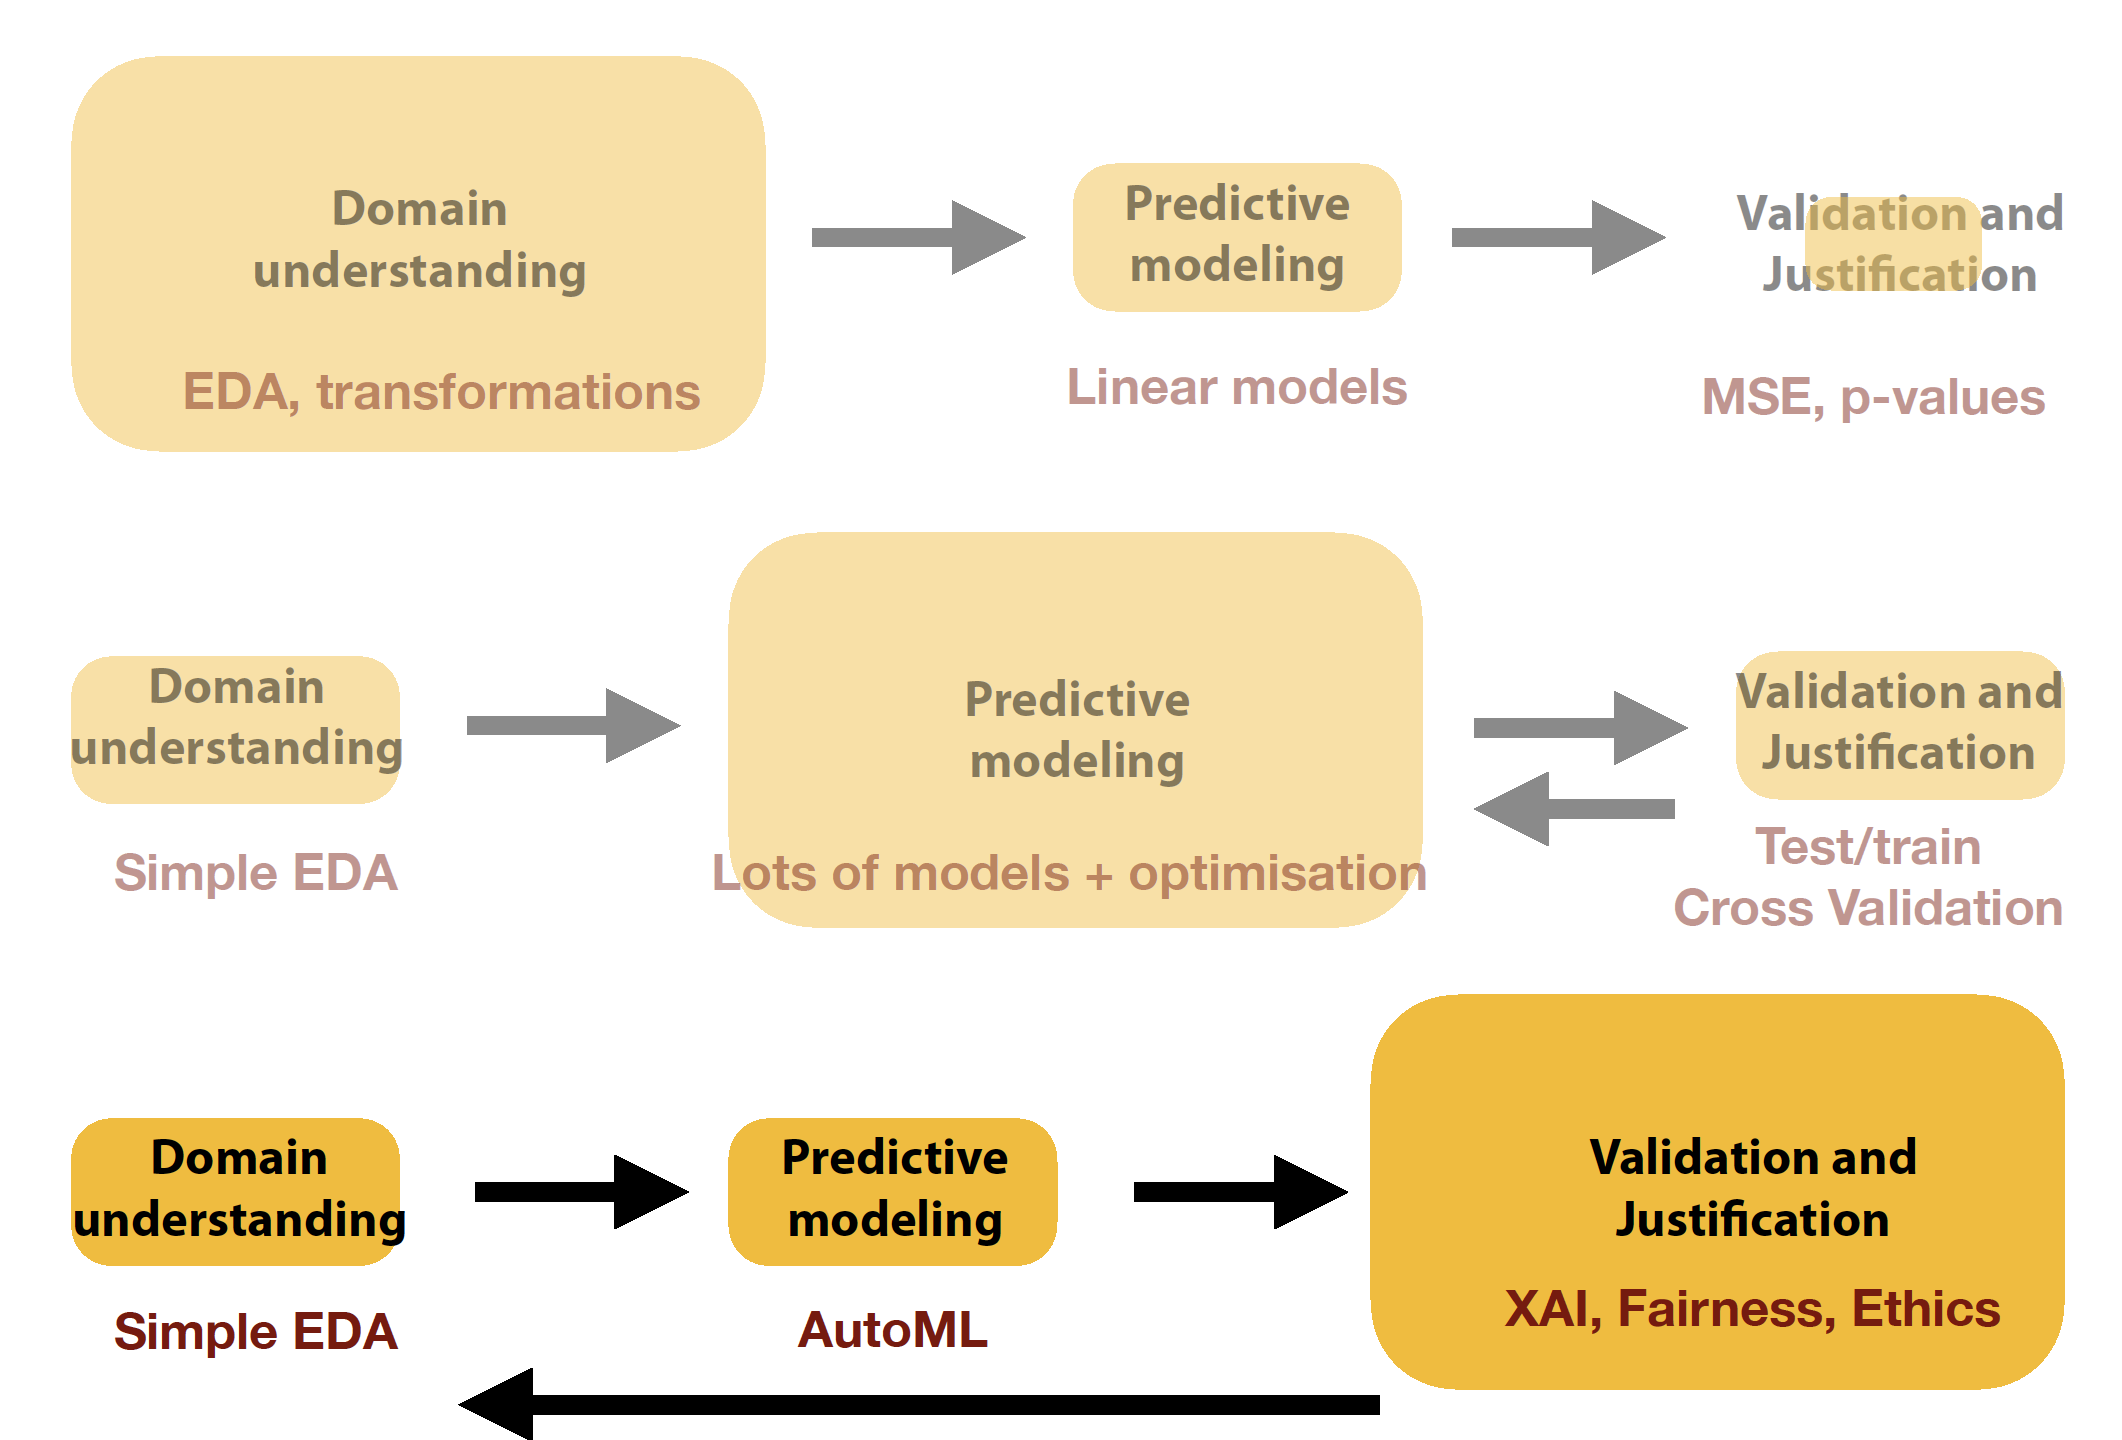 Domain
understanding
EDA, transformations
Predictive
modeling
Linear models
Validation and
Justification
MSE, p-values
Domain
understanding
Simple EDA
Predictive
modeling
Lots of models + optimisation
Validation and
Justification
Test/train
Cross Validation
Domain
understanding
Simple EDA
Predictive
modeling
AutoML
Validation and
Justification
XAI, Fairness, Ethics